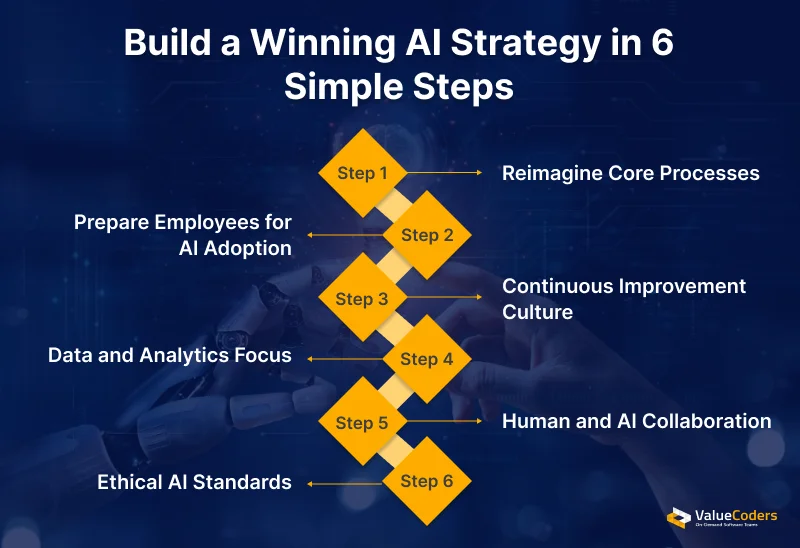 Build a Winning AI Strategy in 6
Simple Steps
Step 1
Reimagine Core Processes
Prepare Employees for
AI Adoption
Step 2
Step 3
Continuous Improvement
Culture
Data and Analytics Focus
Step 4
Step 5
Human and AI Collaboration
Ethical AI Standards
Step 6
ValueCoders
On-Demand Software Teams